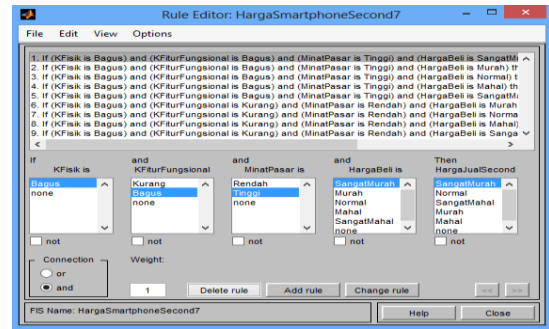 Rule Editor: HargaSmartphoneSecond7
File Edit View Options
1. If (KFisik is Bagus) and (KFiturFungsional is Bagus) and (MinatPasar is Tinggi) and (HargaBeli is SangatMu
2. If (KFisik is Bagus) and (KFiturFungsional is Bagus) and (MinatPasar is Tinggi) and (HargaBeli is Murah) th
3. If (KFisik is Bagus) and (KFiturFungsional is Bagus) and (MinatPasar is Tinggi) and (HargaBeli is Normal) t
4. If (KFisik is Bagus) and (KFiturFungsional is Bagus) and (MinatPasar is Tinggi) and (HargaBeli is Mahal) th
5. If (KFisik is Bagus) and (KFiturFungsional is Bagus) and (MinatPasar is Tinggi) and (HargaBeli is SangatMa
6. If (KFisik is Bagus) and (KFiturFungsional is Kurang) and (MinatPasar is Rendah) and (HargaBeli is Murah
7. If (KFisik is Bagus) and (KFiturFungsional is Kurang) and (MinatPasar is Rendah) and (HargaBeli is Norma
8. If (KFisik is Bagus) and (KFiturFungsional is Kurang) and (MinatPasar is Rendah) and (HargaBeli is Mahal)
9. If (KFisik is Bagus) and (KFiturFungsional is Kurang) and (MinatPasar is Rendah) and (HargaBeli is Sanga
If and and and Then
KFisik is KFiturFungsional MinatPasar is HargaBeli is HargaJualSecond
Bagus Kurang Rendah SangatMurah SangatMurah
none Bagus Tinggi Murah Normal
none none Normal SangatMahal
Mahal Murah
SangatMahal Mahal
none none
not not not not not
Connection Weight:
or
and 1 Delete rule Add rule Change rule << >>
FIS Name: HargaSmartphoneSecond7 Help Close